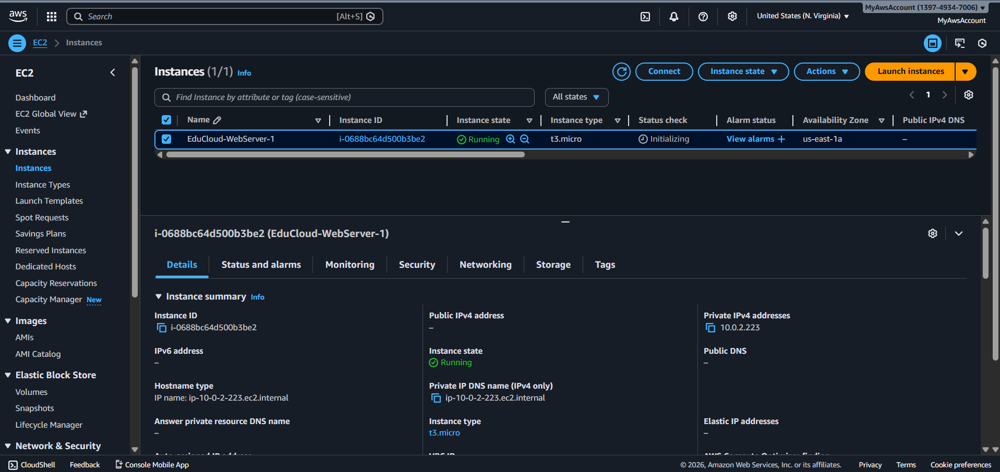 aws
Search [Alt+S]
United States (N. Virginia)
MyAwsAccount (1397-4934-7006)
MyAwsAccount
EC2 Instances
EC2
Dashboard
EC2 Global View
Events
Instances
Instances
Instance Types
Launch Templates
Spot Requests
Savings Plans
Reserved Instances
Dedicated Hosts
Capacity Reservations
Capacity Manager New
Images
AMIs
AMI Catalog
Elastic Block Store
Volumes
Snapshots
Lifecycle Manager
Network & Security
Instances (1/1) Info
Connect
Instance state
Actions
Launch instances
Find Instance by attribute or tag (case-sensitive)
All states
1
Name Instance ID Instance state Instance type Status check Alarm status Availability Zone Public IPv4 DNS
EduCloud-WebServer-1 i-0688bc64d500b3be2 Running t3.micro Initializing View alarms + us-east-1a –
i-0688bc64d500b3be2 (EduCloud-WebServer-1)
Details Status and alarms Monitoring Security Networking Storage Tags
Instance summary Info
Instance ID
i-0688bc64d500b3be2
Public IPv4 address
–
Private IPv4 addresses
10.0.2.223
IPv6 address
–
Instance state
Running
Public DNS
–
Hostname type
IP name: ip-10-0-2-223.ec2.internal
Private IP DNS name (IPv4 only)
ip-10-0-2-223.ec2.internal
Answer private resource DNS name
–
Instance type
t3.micro
Elastic IP addresses
–
Auto-assigned IP address
VPC ID
AWS Compute Optimizer finding
CloudShell Feedback Console Mobile App
© 2026, Amazon Web Services, Inc. or its affiliates. Privacy Terms Cookie preferences